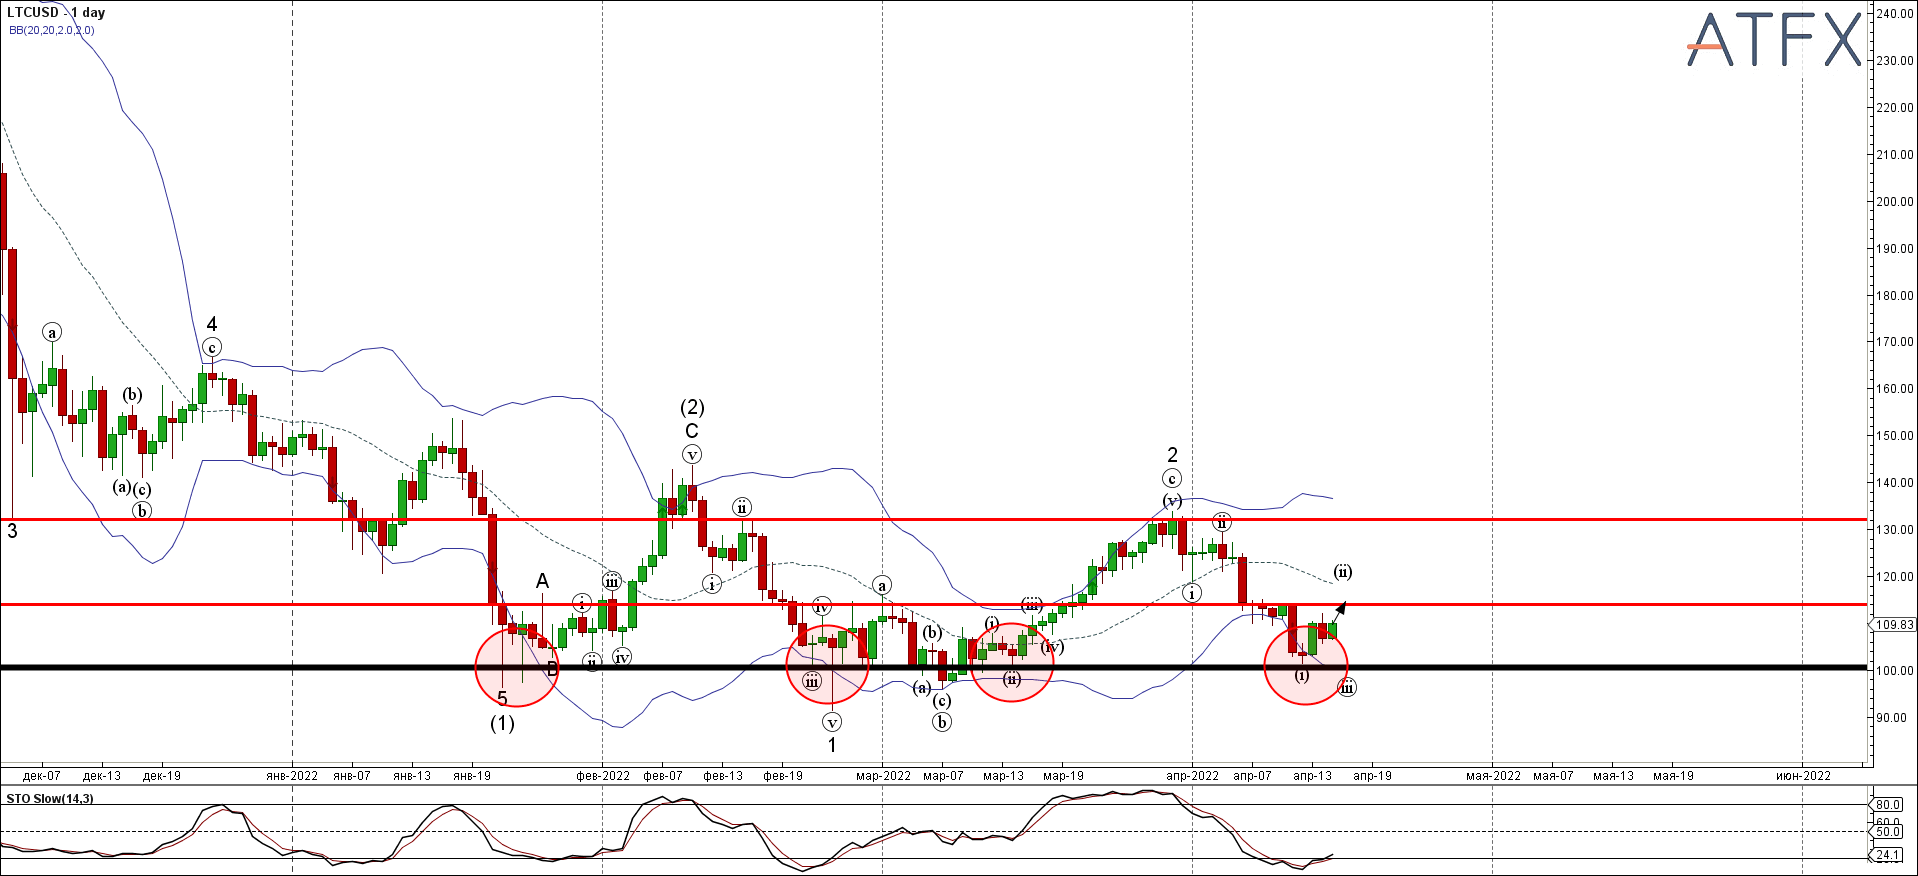 LTCUSD - 1 day
BB(20,20,2.0,2.0)
ATFX
240.00
230.00
220.00
210.00
200.00
190.00
180.00
170.00
160.00
150.00
140.00
130.00
120.00
109.83
100.00
90.00
4
c
a
(b)
(a)
(c)
b
3
(2)
C
v
2
c
(v)
ii
ii
i
(ii)
A
iii
i
i
a
iv
(iii)
(i)
(b)
(iv)
ii
iv
B
iii
(ii)
(a)
(c)
b
(i)
iii
5
(1)
v
1
дек-07 дек-13 дек-19 янв-2022 янв-07 янв-13 янв-19 фев-2022 фев-07 фев-13 фев-19 мар-2022 мар-07 мар-13 мар-19 апр-2022 апр-07 апр-13 апр-19 мая-2022 мая-07 мая-13 мая-19 июн-2022
STO Slow(14,3)
80.0
60.0
50.0
24.1